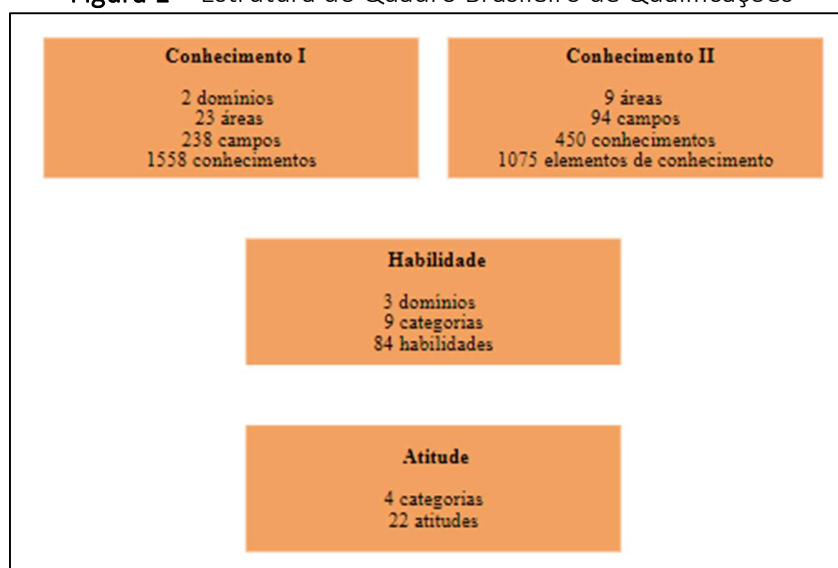 Estrutura do Quadro Brasileiro de Qualificações
Conhecimento I
2 domínios
23 áreas
238 campos
1558 conhecimentos
Conhecimento II
9 áreas
94 campos
450 conhecimentos
1075 elementos de conhecimento
Habilidade
3 domínios
9 categorias
84 habilidades
Atitude
4 categorias
22 atitudes